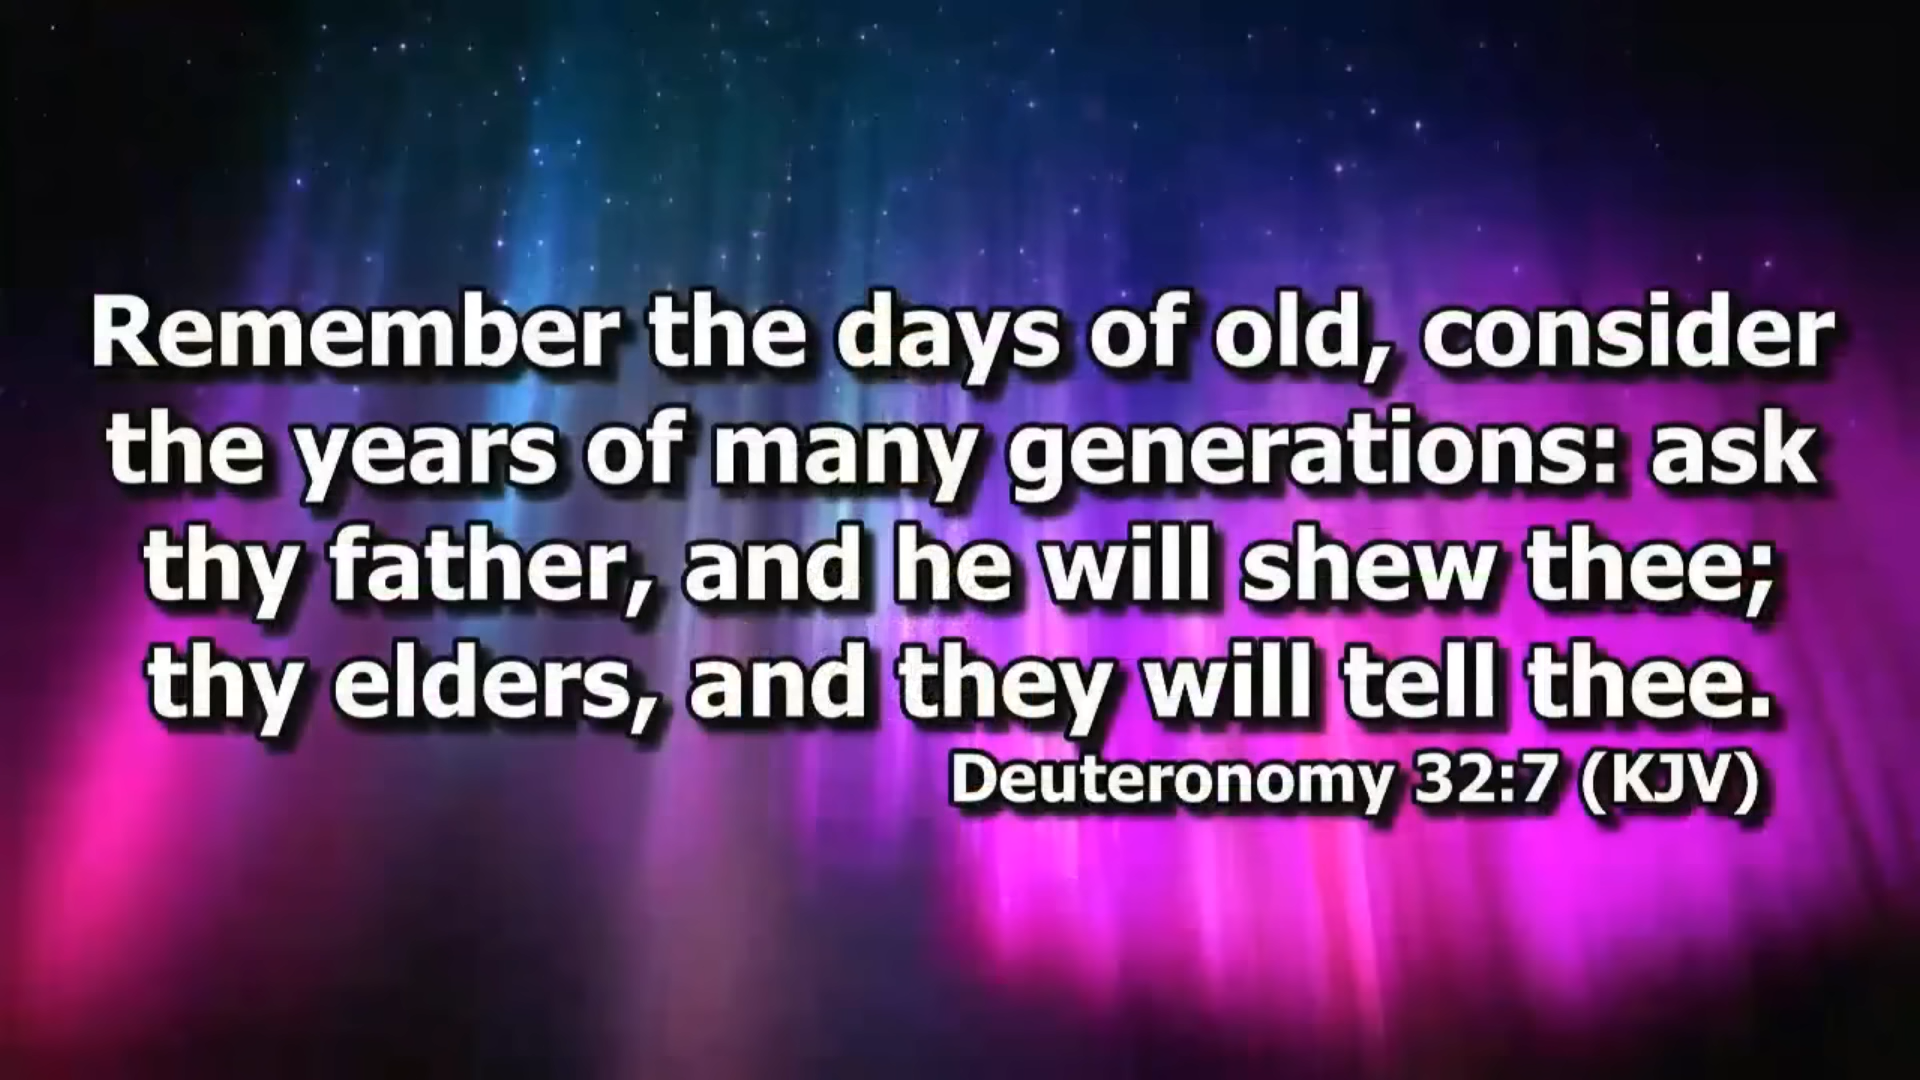 Remember the days of old, consider
the years of many generations: ask
thy father, and he will shew thee;
thy elders, and they will tell thee.
Deuteronomy 32:7 (KJV)